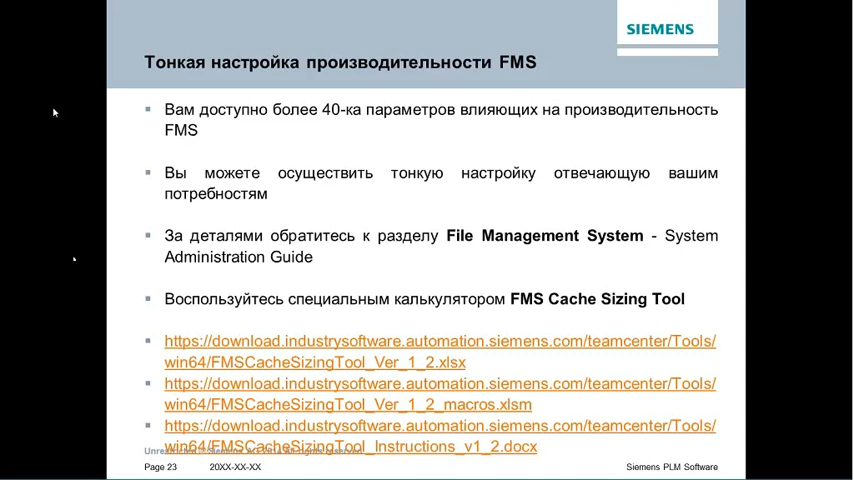 SIEMENS
Тонкая настройка производительности FMS
Вам доступно более 40-ка параметров влияющих на производительность
FMS
Вы можете осуществить тонкую настройку отвечающую вашим
потребностям
За деталями обратитесь к разделу File Management System - System
Administration Guide
Воспользуйтесь специальным калькулятором FMS Cache Sizing Tool
https://download.industrysoftware.automation.siemens.com/teamcenter/Tools/
win64/FMSCacheSizingTool_Ver_1_2.xlsx
https://download.industrysoftware.automation.siemens.com/teamcenter/Tools/
win64/FMSCacheSizingTool_Ver_1_2_macros.xlsm
https://download.industrysoftware.automation.siemens.com/teamcenter/Tools/
win64/FMSCacheSizingTool_Instructions_v1_2.docx
Page 23 20XX-XX-XX Siemens PLM Software